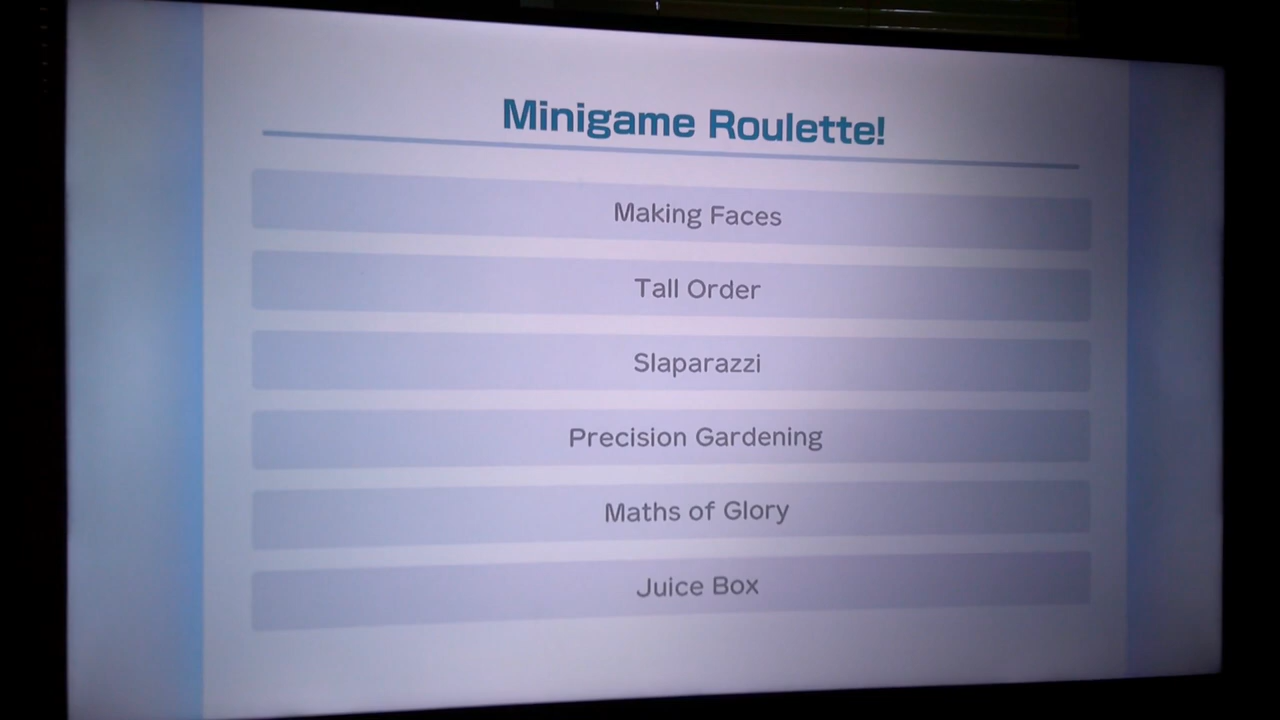 Minigame Roulette!
Making Faces
Tall Order
Slaparazzi
Precision Gardening
Maths of Glory
Juice Box